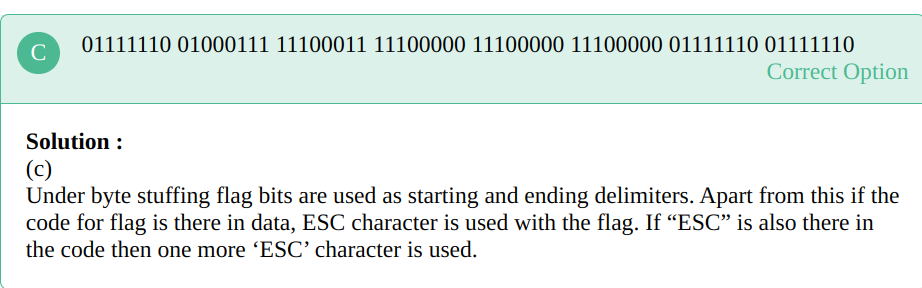 C 01111110 01000111 11100011 11100000 11100000 11100000 01111110 01111110
Correct Option
Solution :
(c)
Under byte stuffing flag bits are used as starting and ending delimiters. Apart from this if the
code for flag is there in data, ESC character is used with the flag. If “ESC” is also there in
the code then one more ‘ESC’ character is used.